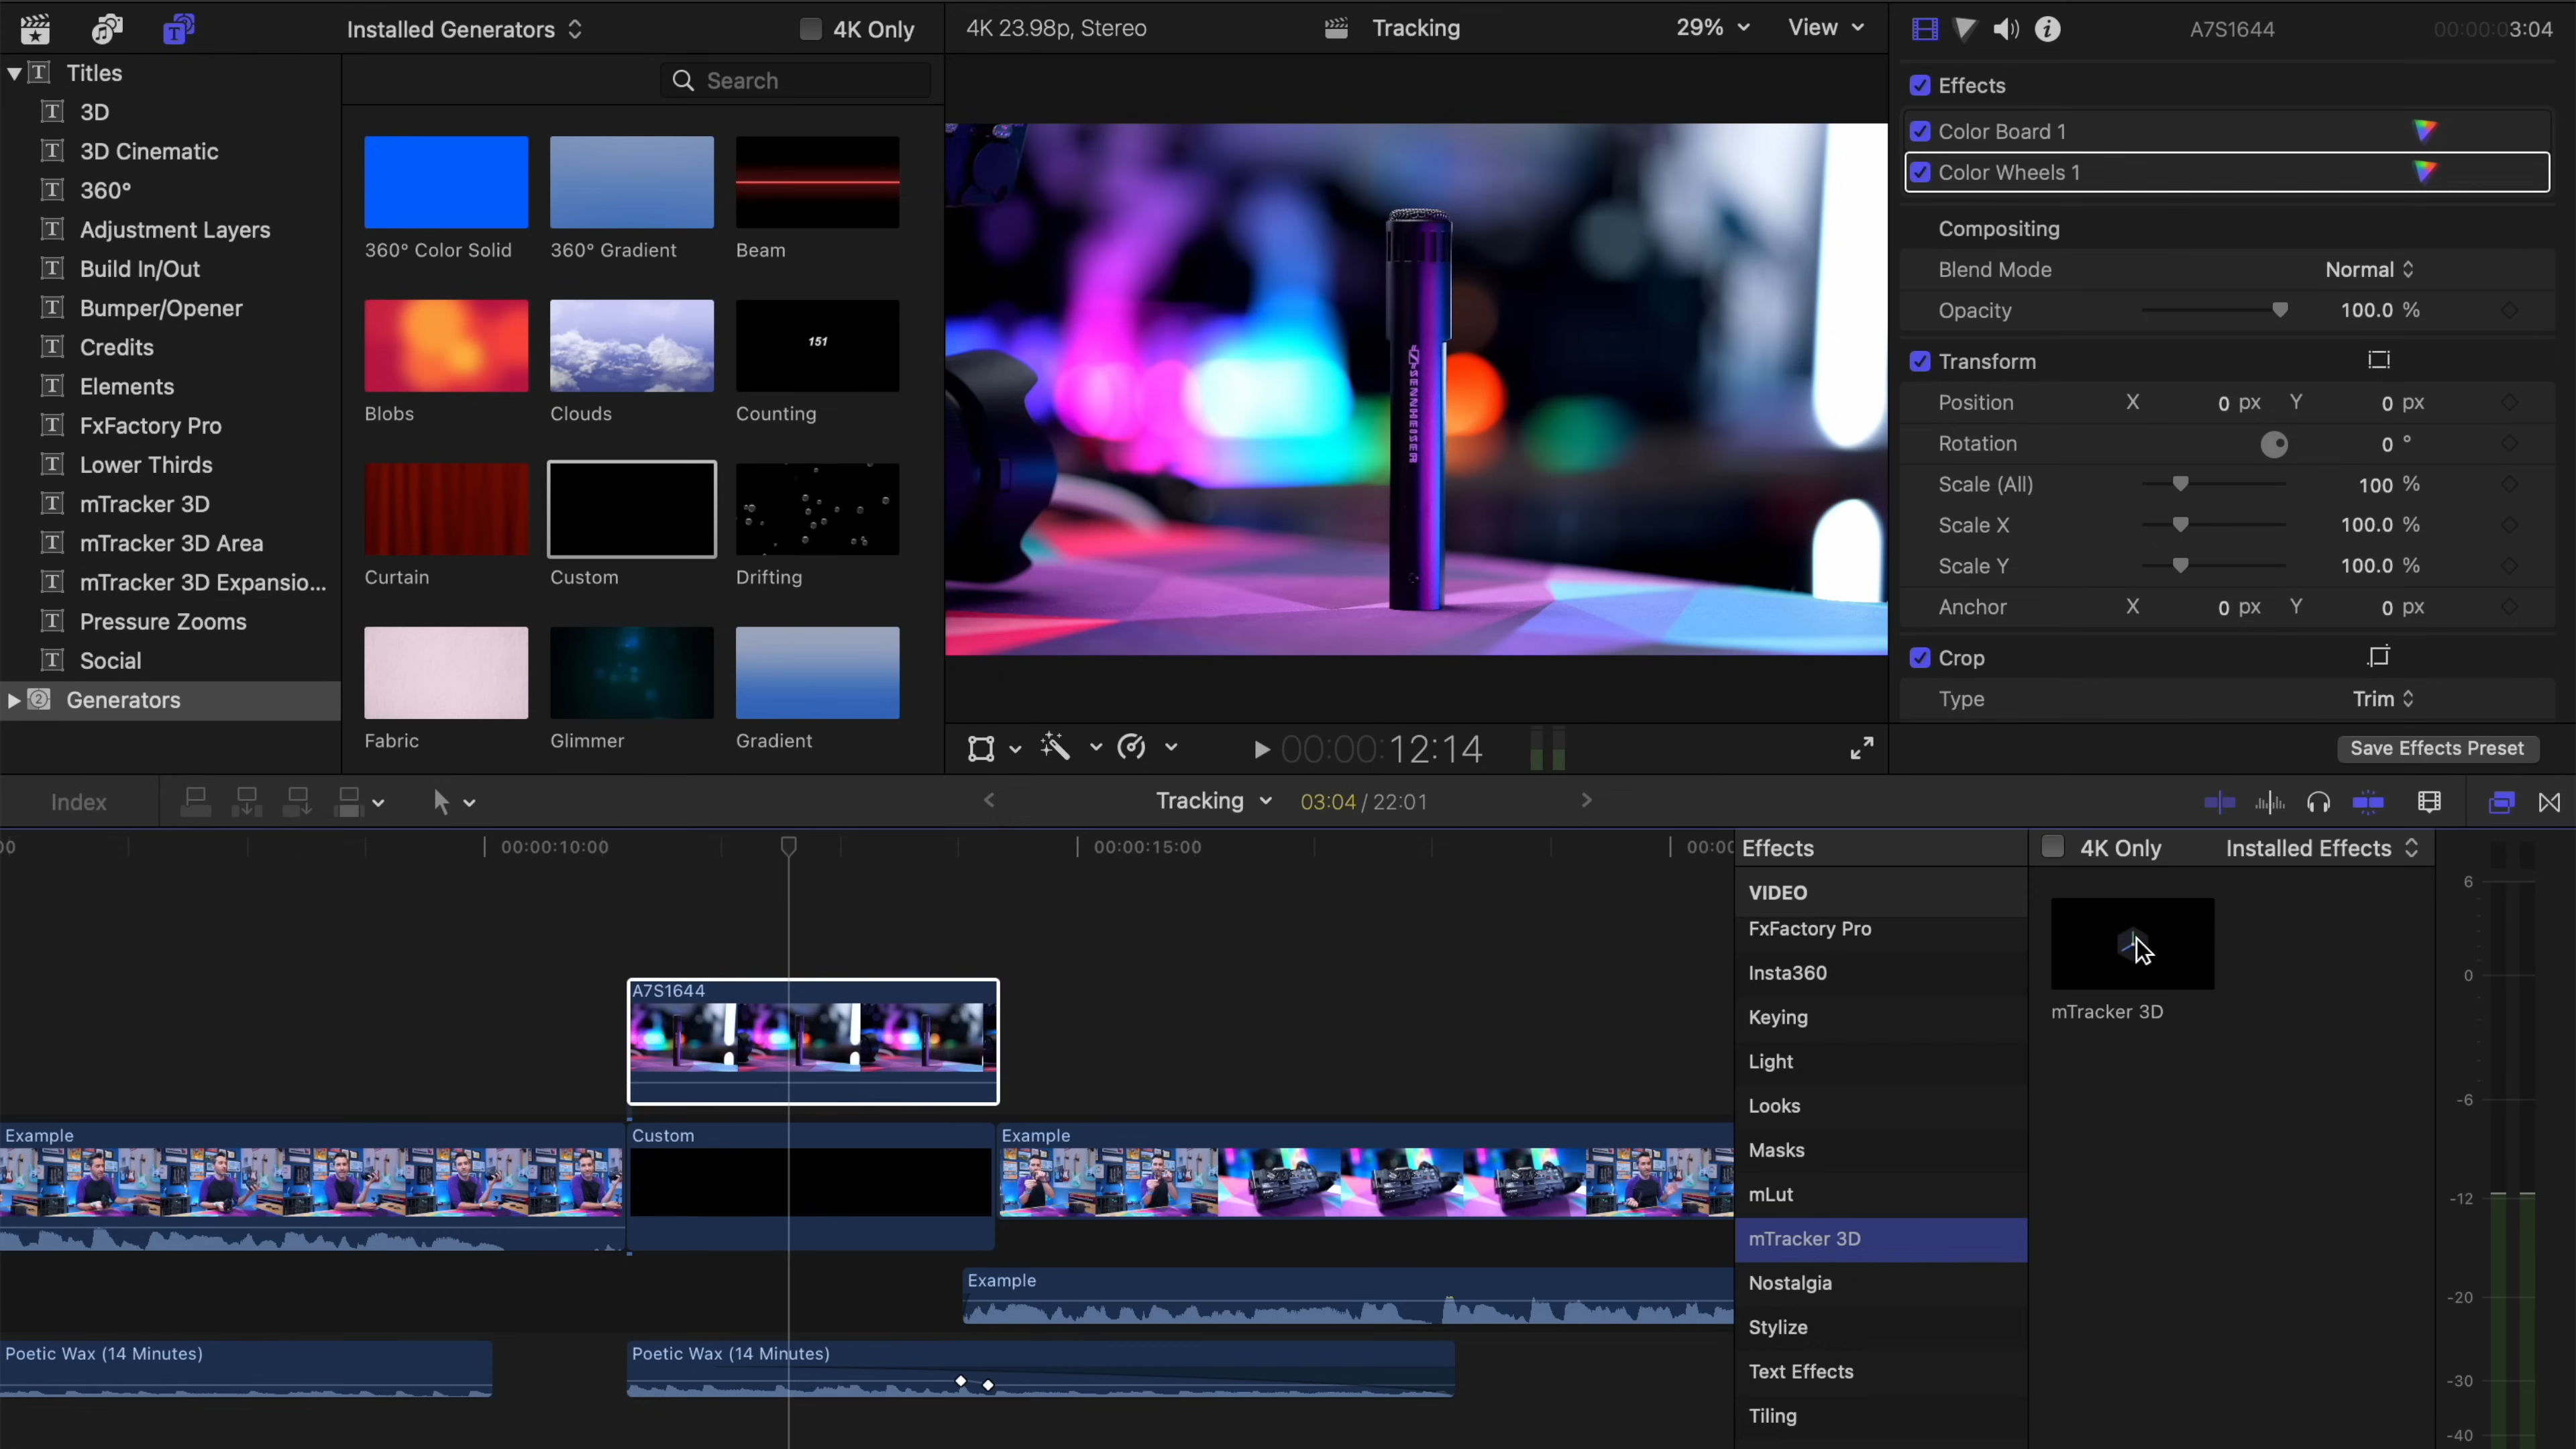 Installed Generators
4K Only
4K 23.98p, Stereo
Tracking
29%
View
A7S1644
00:00:03:04
Titles
3D
3D Cinematic
360°
Adjustment Layers
Build In/Out
Bumper/Opener
Credits
Elements
FxFactory Pro
Lower Thirds
mTracker 3D
mTracker 3D Area
mTracker 3D Expansio...
Pressure Zooms
Social
Generators
Search
360° Color Solid
360° Gradient
Beam
151
Blobs
Clouds
Counting
Curtain
Custom
Drifting
Fabric
Glimmer
Gradient
SENNHEISER
00:00:12:14
Effects
Color Board 1
Color Wheels 1
Compositing
Blend Mode
Normal
Opacity
100.0 %
Transform
Position X 0 px Y 0 px
Rotation 0 °
Scale (All) 100 %
Scale X 100.0 %
Scale Y 100.0 %
Anchor X 0 px Y 0 px
Crop
Type Trim
Save Effects Preset
Index
Tracking
03:04 / 22:01
00
00:00:10:00
00:00:15:00
00:00
A7S1644
Example
Custom
Example
Example
Poetic Wax (14 Minutes)
Poetic Wax (14 Minutes)
Effects
4K Only
Installed Effects
VIDEO
FxFactory Pro
Insta360
Keying
Light
Looks
Masks
mLut
mTracker 3D
Nostalgia
Stylize
Text Effects
Tiling
mTracker 3D
6
0
-6
-12
-20
-30
-40